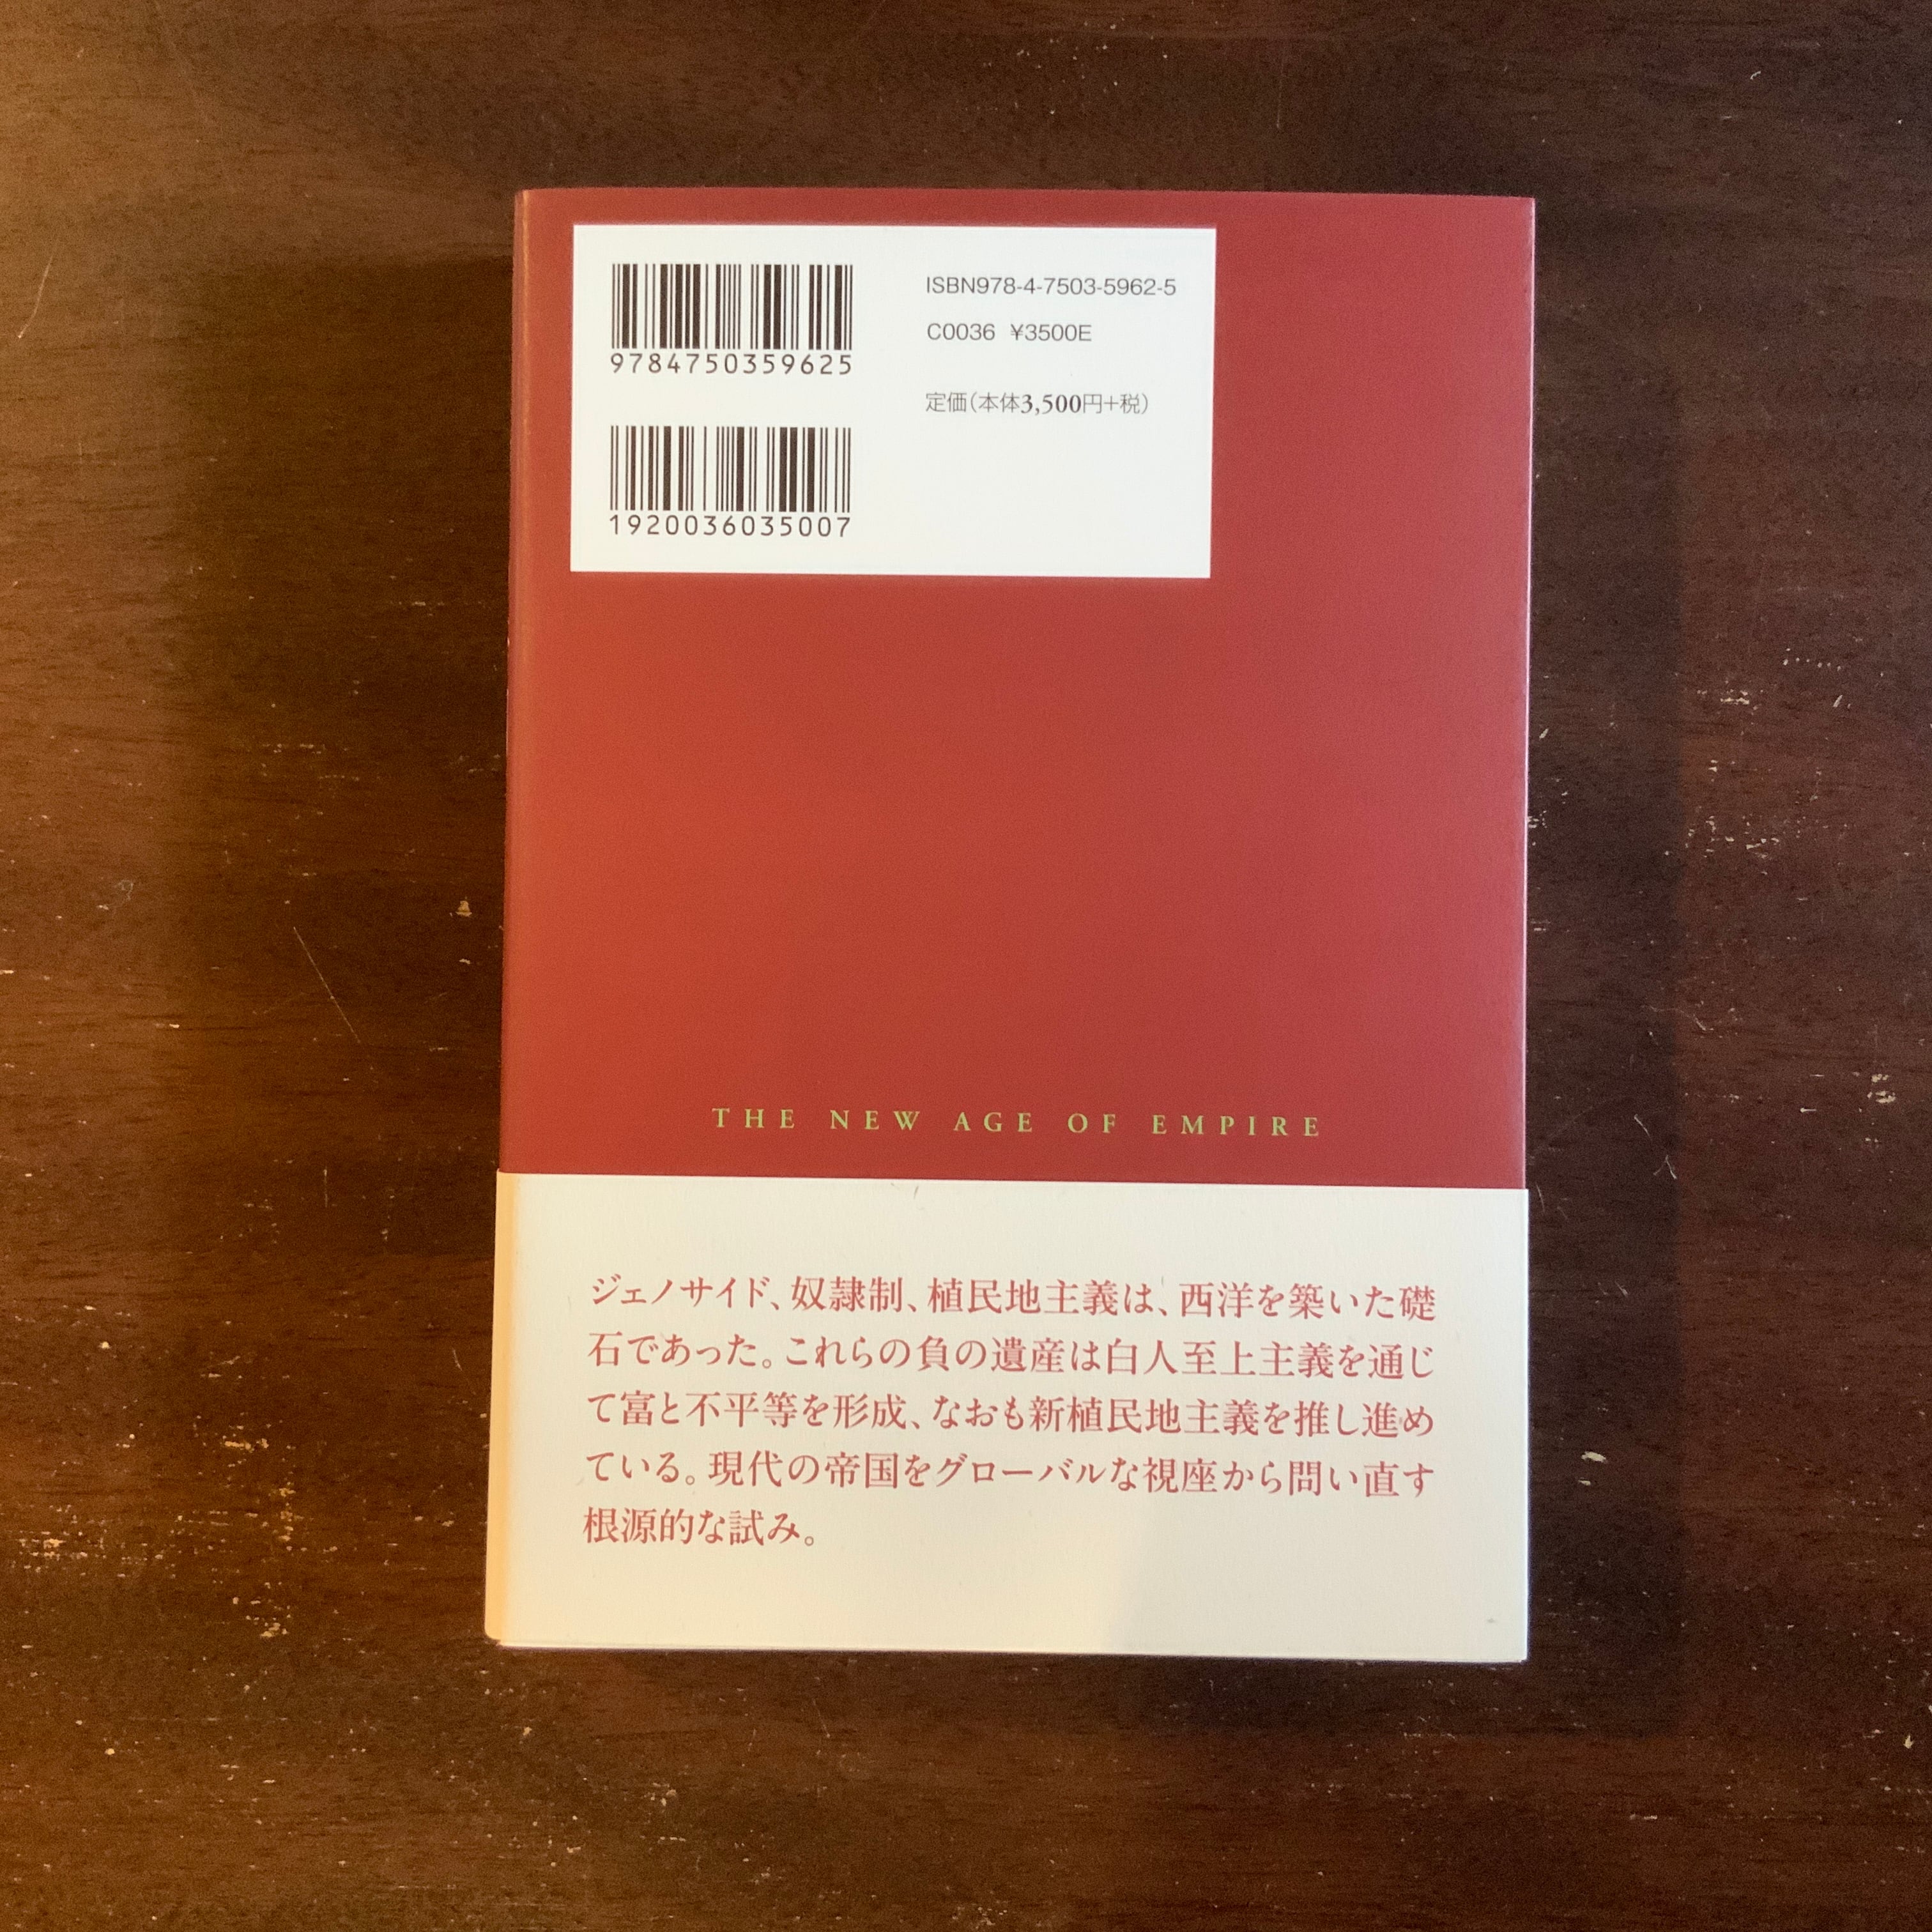 9784750359625
1920036035007
ISBN978-4-7503-5962-5
C0036 ¥3500E
定価(本体3,500円+税)
THE NEW AGE OF EMPIRE
ジェノサイド、奴隷制、植民地主義は、西洋を築いた礎
石であった。これらの負の遺産は白人至上主義を通じ
て富と不平等を形成、なおも新植民地主義を推し進め
ている。現代の帝国をグローバルな視座から問い直す
根源的な試み。